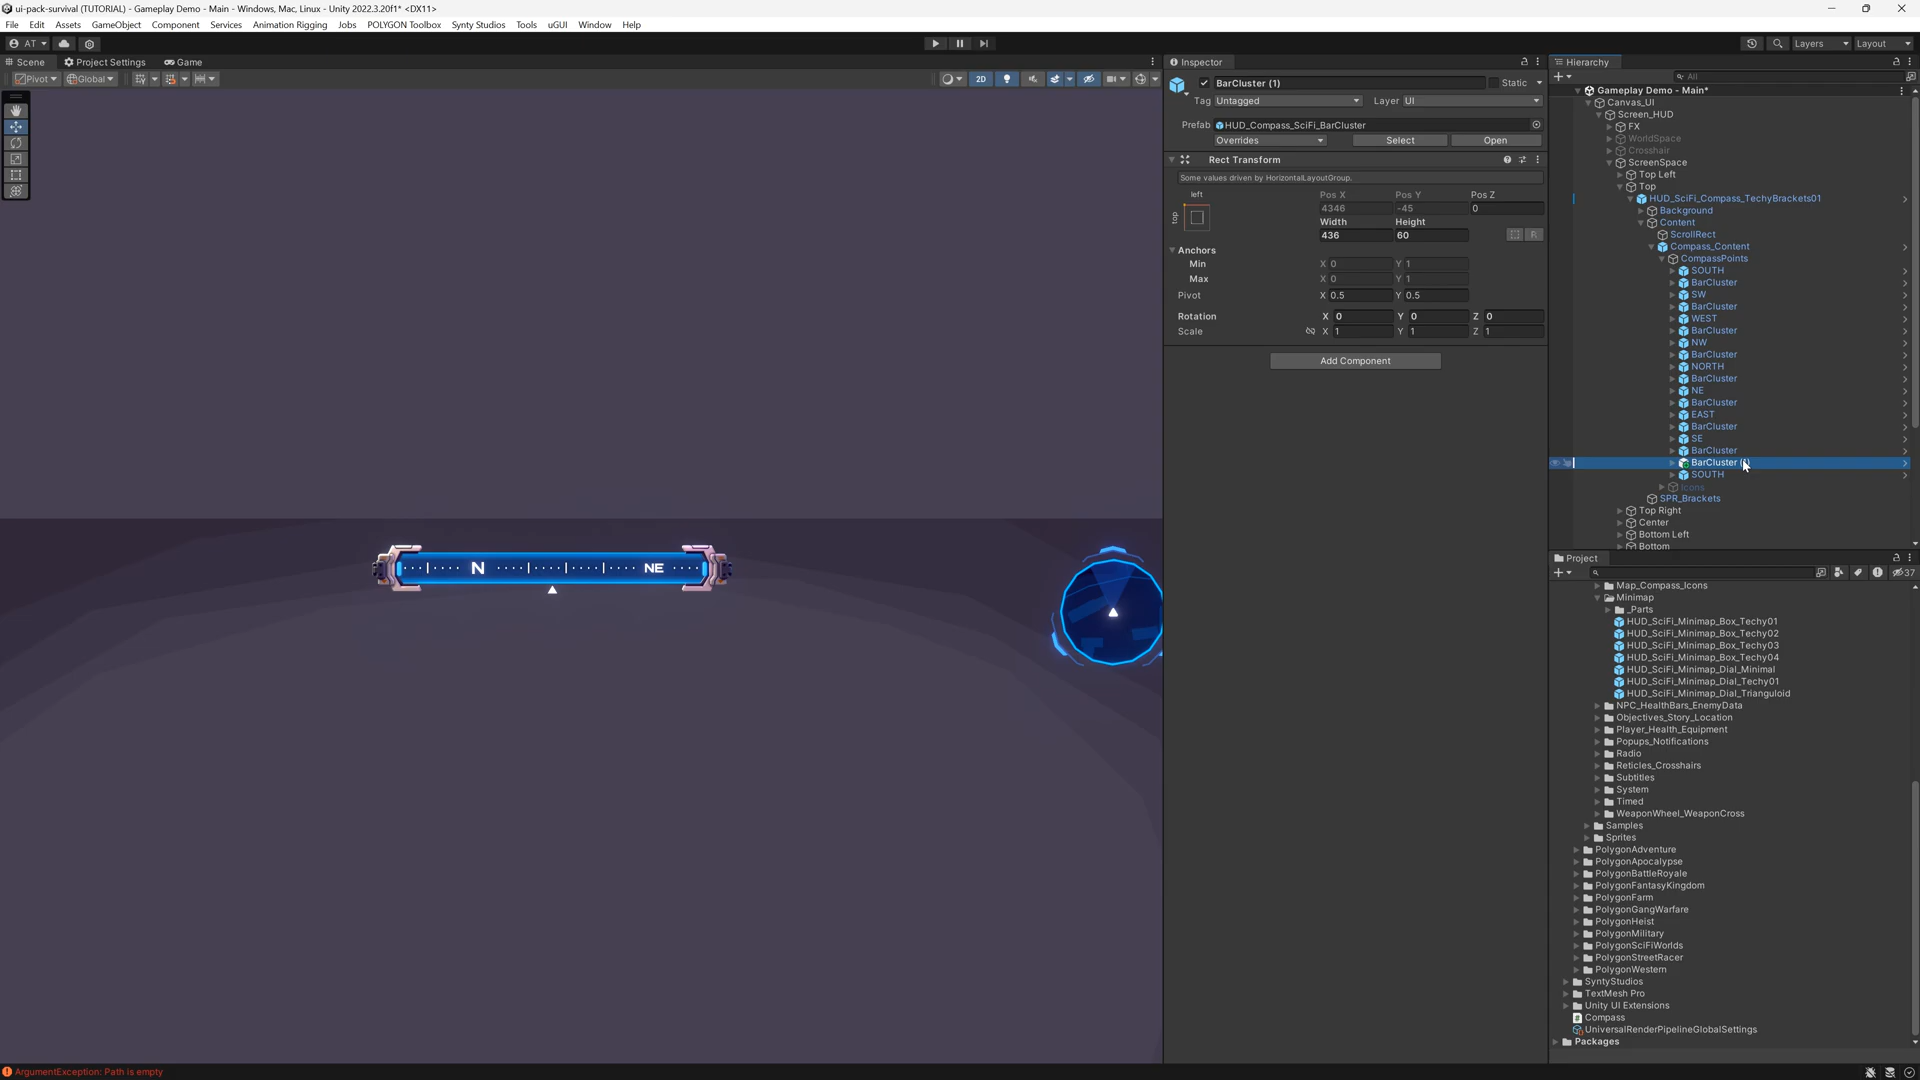 ui-pack-survival (TUTORIAL) - Gameplay Demo - Main - Windows, Mac, Linux - Unity 2022.3.20f1* <DX11>
File Edit Assets GameObject Component Services Animation Rigging Jobs POLYGON Toolbox Synty Studios Tools uGUI Window Help
AT Layers Layout
Scene Project Settings Game
Pivot Global 2D
Inspector
BarCluster (1) Static
Tag Untagged Layer UI
Prefab HUD_Compass_SciFi_BarCluster
Overrides Select Open
Rect Transform
Some values driven by HorizontalLayoutGroup.
left Pos X Pos Y Pos Z
top 4346 -45 0
Width Height
436 60 R
Anchors
Min X 0 Y 1
Max X 0 Y 1
Pivot X 0.5 Y 0.5
Rotation X 0 Y 0 Z 0
Scale X 1 Y 1 Z 1
Add Component
N NE
Hierarchy
All
Gameplay Demo - Main*
Canvas_UI
Screen_HUD
FX
WorldSpace
Crosshair
ScreenSpace
Top Left
Top
HUD_SciFi_Compass_TechyBrackets01
Background
Content
ScrollRect
Compass_Content
CompassPoints
SOUTH
BarCluster
SW
BarCluster
WEST
BarCluster
NW
BarCluster
NORTH
BarCluster
NE
BarCluster
EAST
BarCluster
SE
BarCluster
BarCluster
SOUTH
Icons
SPR_Brackets
Top Right
Center
Bottom Left
Bottom
Project
37
Map_Compass_Icons
Minimap
_Parts
HUD_SciFi_Minimap_Box_Techy01
HUD_SciFi_Minimap_Box_Techy02
HUD_SciFi_Minimap_Box_Techy03
HUD_SciFi_Minimap_Box_Techy04
HUD_SciFi_Minimap_Dial_Minimal
HUD_SciFi_Minimap_Dial_Techy01
HUD_SciFi_Minimap_Dial_Trianguloid
NPC_HealthBars_EnemyData
Objectives_Story_Location
Player_Health_Equipment
Popups_Notifications
Radio
Reticles_Crosshairs
Subtitles
System
Timed
WeaponWheel_WeaponCross
Samples
Sprites
PolygonAdventure
PolygonApocalypse
PolygonBattleRoyale
PolygonFantasyKingdom
PolygonFarm
PolygonGangWarfare
PolygonHeist
PolygonMilitary
PolygonSciFiWorlds
PolygonStreetRacer
PolygonWestern
SyntyStudios
TextMesh Pro
Unity UI Extensions
Compass
UniversalRenderPipelineGlobalSettings
Packages
ArgumentException: Path is empty